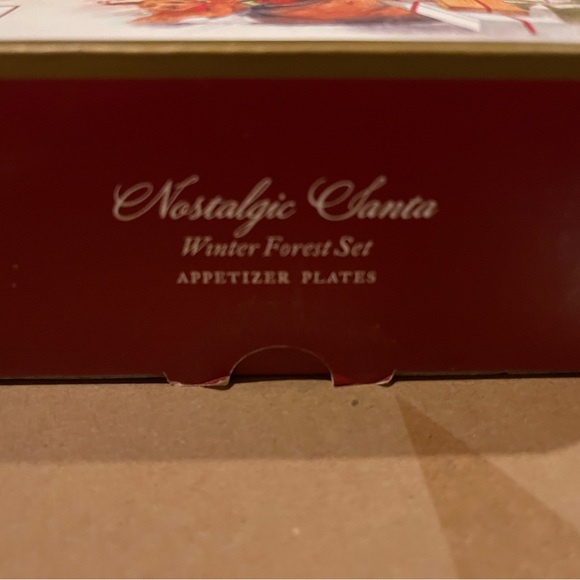 Nostalgic Santa
Winter Forest Set
APPETIZER PLATES